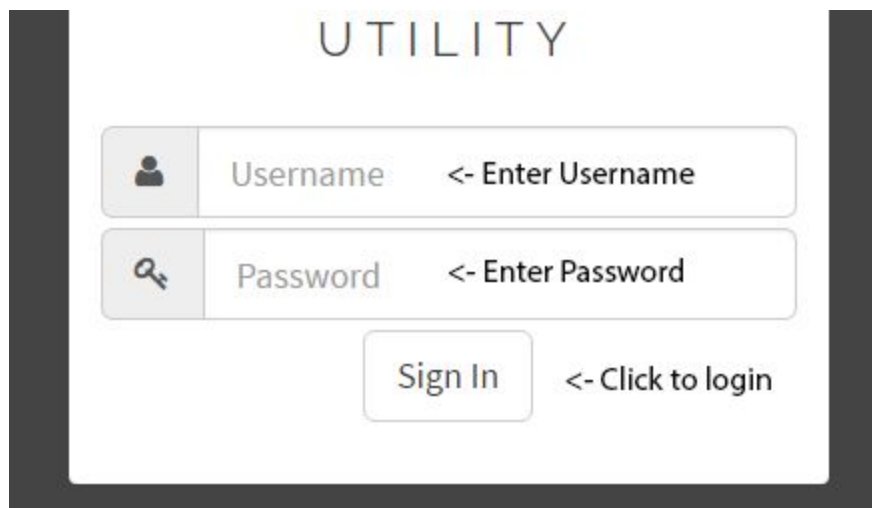 UTILITY
Username <- Enter Username
Password <- Enter Password
Sign In <- Click to login